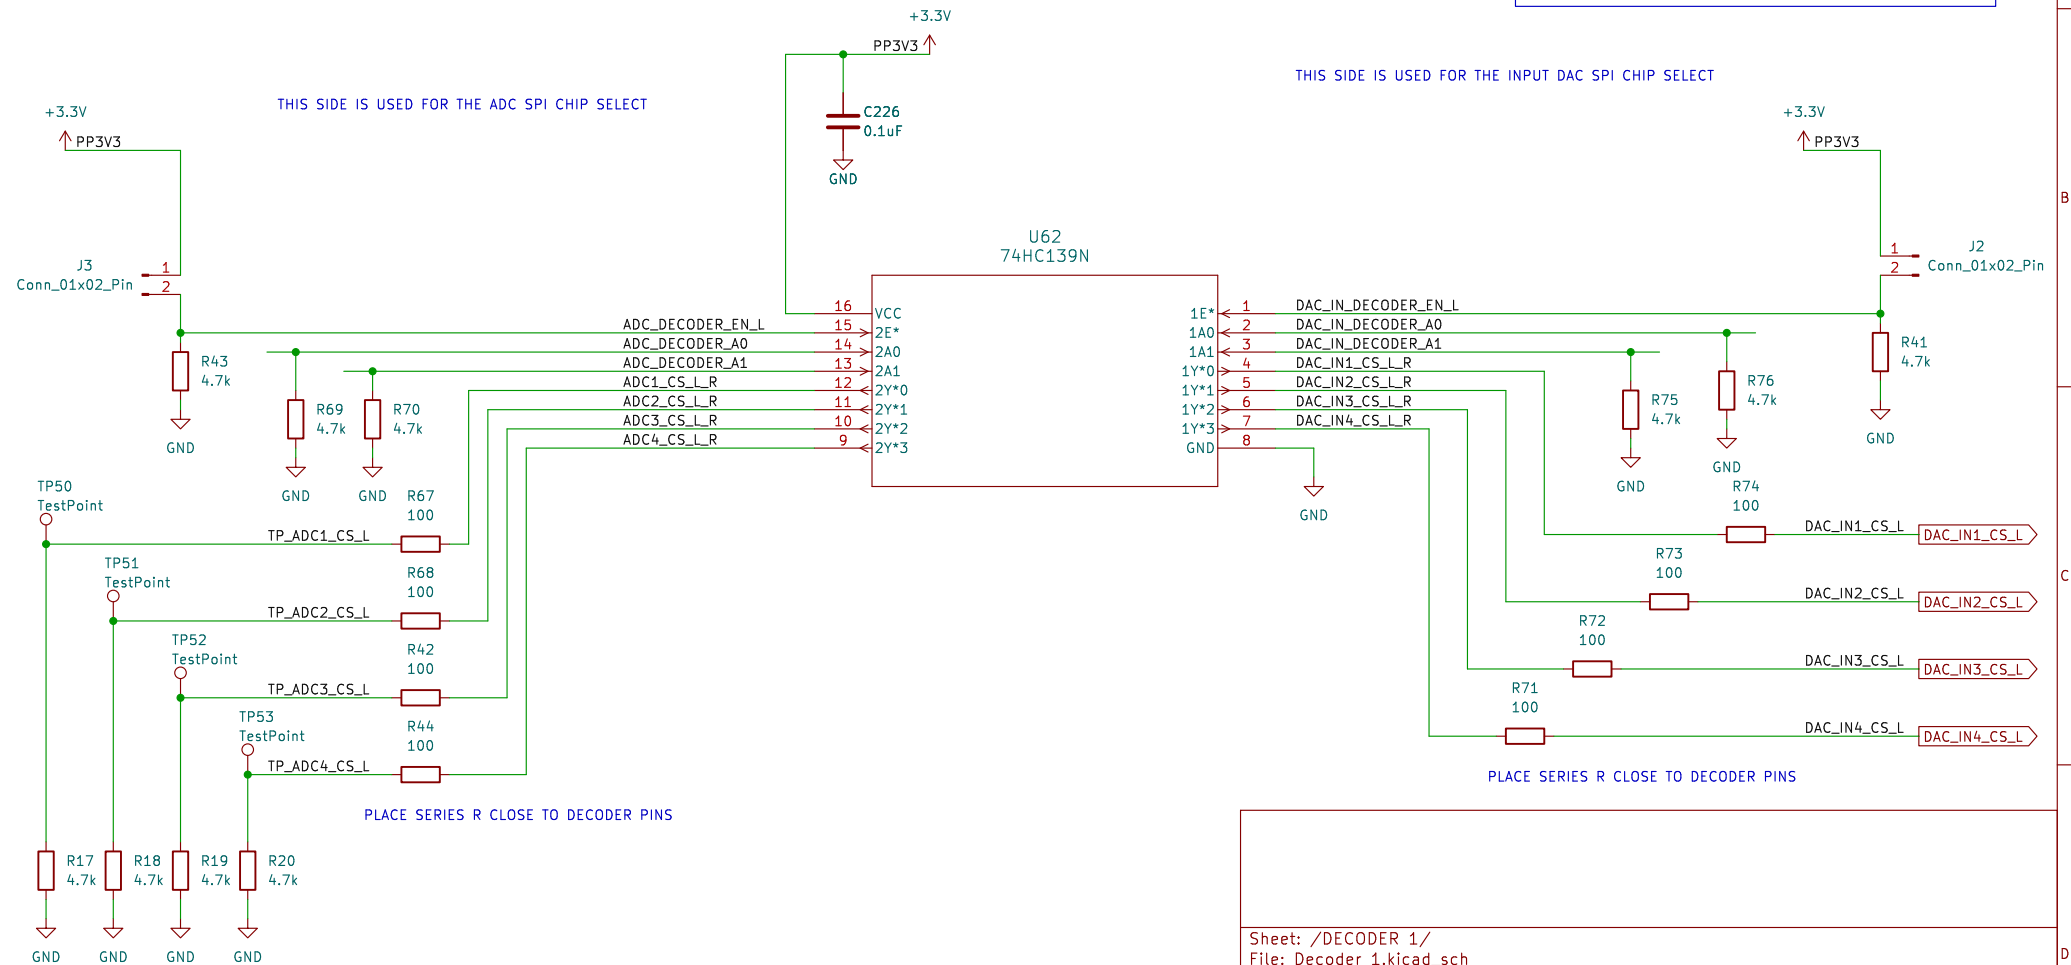 +3.3V
PP3V3
THIS SIDE IS USED FOR THE INPUT DAC SPI CHIP SELECT
THIS SIDE IS USED FOR THE ADC SPI CHIP SELECT
+3.3V
PP3V3
C226
0.1uF
GND
+3.3V
PP3V3
B
U62
74HC139N
J3
Conn_01x02_Pin
1
2
J2
Conn_01x02_Pin
1
2
ADC_DECODER_EN_L
ADC_DECODER_A0
ADC_DECODER_A1
ADC1_CS_L_R
ADC2_CS_L_R
ADC3_CS_L_R
ADC4_CS_L_R
16 VCC
15 2E*
14 2A0
13 2A1
12 2Y*0
11 2Y*1
10 2Y*2
9 2Y*3
1E* 1
1A0 2
1A1 3
1Y*0 4
1Y*1 5
1Y*2 6
1Y*3 7
GND 8
DAC_IN_DECODER_EN_L
DAC_IN_DECODER_A0
DAC_IN_DECODER_A1
DAC_IN1_CS_L_R
DAC_IN2_CS_L_R
DAC_IN3_CS_L_R
DAC_IN4_CS_L_R
GND
R43
4.7k
GND
R69
4.7k
GND
R70
4.7k
GND
R75
4.7k
GND
R76
4.7k
GND
R41
4.7k
GND
TP50
TestPoint
TP_ADC1_CS_L
R67
100
TP51
TestPoint
TP_ADC2_CS_L
R68
100
TP52
TestPoint
TP_ADC3_CS_L
R42
100
TP53
TestPoint
TP_ADC4_CS_L
R44
100
PLACE SERIES R CLOSE TO DECODER PINS
R74
100
DAC_IN1_CS_L
DAC_IN1_CS_L
R73
100
DAC_IN2_CS_L
DAC_IN2_CS_L
C
R72
100
DAC_IN3_CS_L
DAC_IN3_CS_L
R71
100
DAC_IN4_CS_L
DAC_IN4_CS_L
PLACE SERIES R CLOSE TO DECODER PINS
R17
4.7k
GND
R18
4.7k
GND
R19
4.7k
GND
R20
4.7k
GND
Sheet: /DECODER 1/
File: Decoder 1.kicad_sch
D